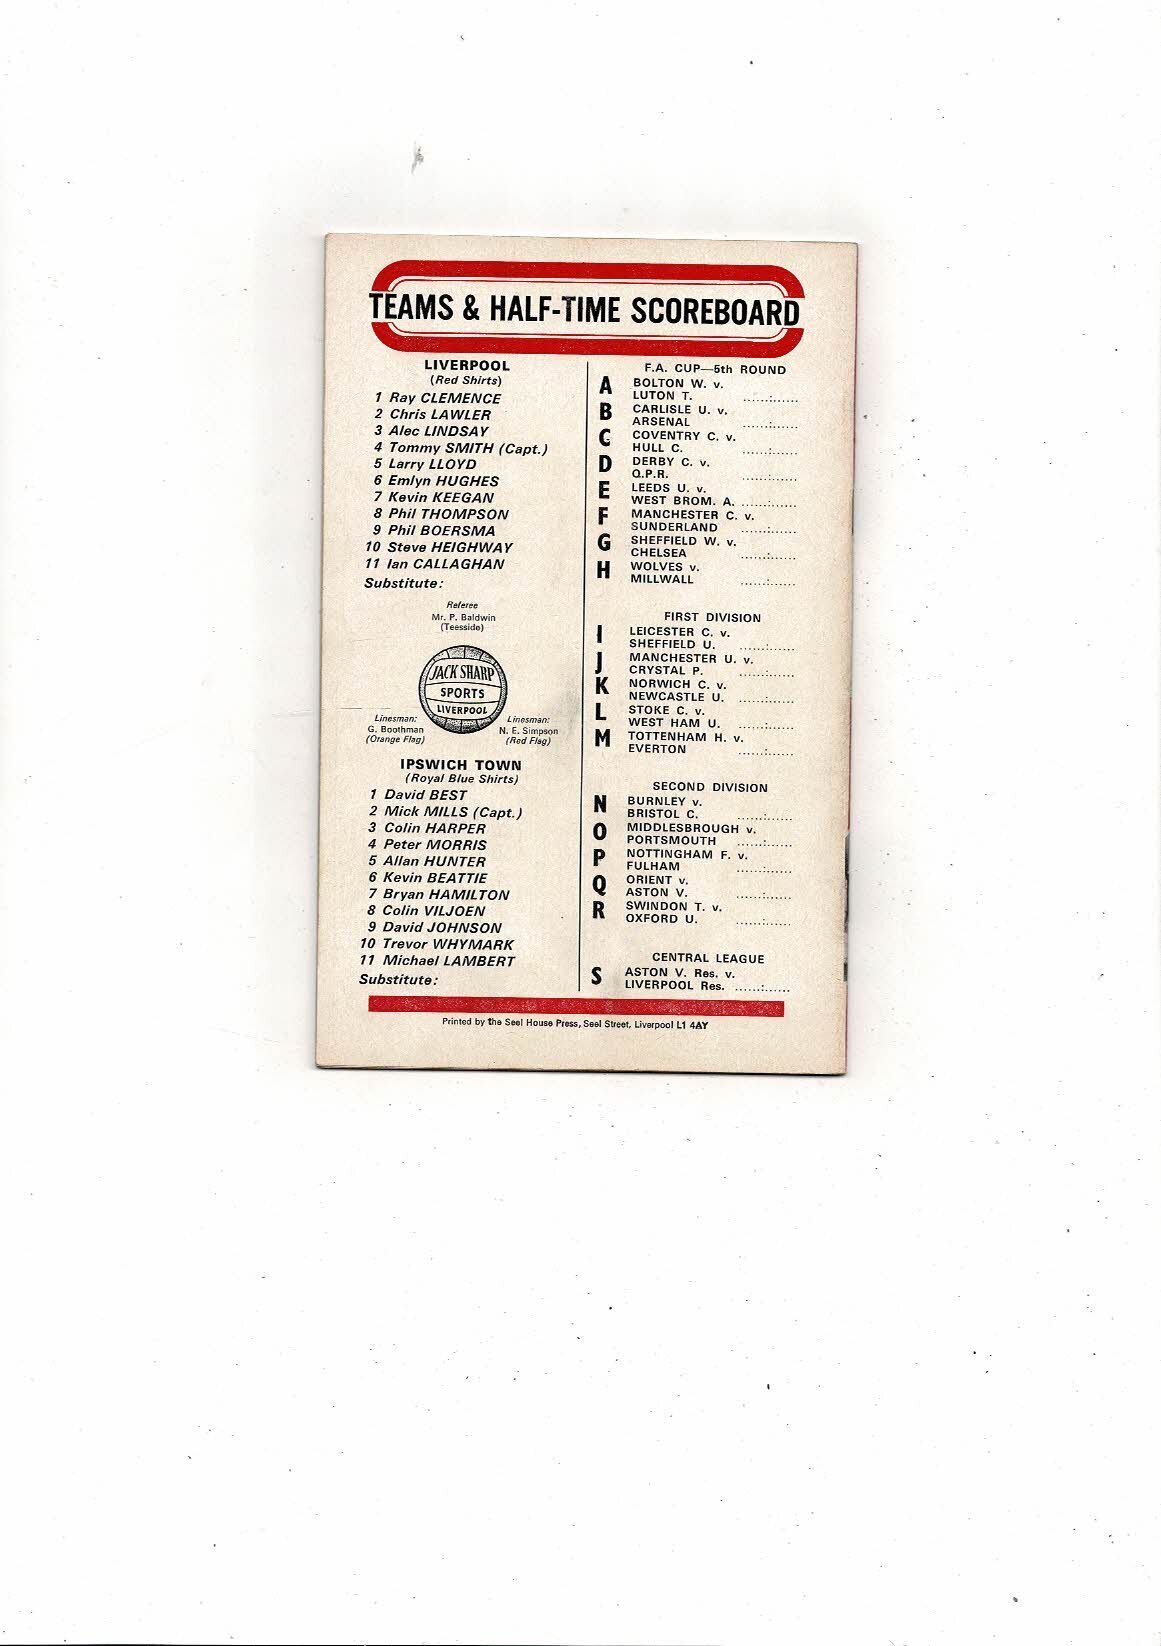 TEAMS & HALF-TIME SCOREBOARD
LIVERPOOL
(Red Shirts)
1 Ray CLEMENCE
2 Chris LAWLER
3 Alec LINDSAY
4 Tommy SMITH (Capt.)
5 Larry LLOYD
6 Emlyn HUGHES
7 Kevin KEEGAN
8 Phil THOMPSON
9 Phil BOERSMA
10 Steve HEIGHWAY
11 Ian CALLAGHAN
Substitute:
Referee
Mr. P. Baldwin
(Teesside)
JACK SHARP
SPORTS
LIVERPOOL
Linesman:
G. Boothman
(Orange Flag)
Linesman:
N. E. Simpson
(Red Flag)
IPSWICH TOWN
(Royal Blue Shirts)
1 David BEST
2 Mick MILLS (Capt.)
3 Colin HARPER
4 Peter MORRIS
5 Allan HUNTER
6 Kevin BEATTIE
7 Bryan HAMILTON
8 Colin VILJOEN
9 David JOHNSON
10 Trevor WHYMARK
11 Michael LAMBERT
Substitute:
F.A. CUP—5th ROUND
A BOLTON W. v.
LUTON T. ......:......
B CARLISLE U. v.
ARSENAL ......:......
C COVENTRY C. v.
HULL C. ......:......
D DERBY C. v.
Q.P.R. ......:......
E LEEDS U. v.
WEST BROM. A. ......:......
F MANCHESTER C. v.
SUNDERLAND ......:......
G SHEFFIELD W. v.
CHELSEA ......:......
H WOLVES v.
MILLWALL ......:......
FIRST DIVISION
I LEICESTER C. v.
SHEFFIELD U. ......:......
J MANCHESTER U. v.
CRYSTAL P. ......:......
K NORWICH C. v.
NEWCASTLE U. ......:......
L STOKE C. v.
WEST HAM U. ......:......
M TOTTENHAM H. v.
EVERTON ......:......
SECOND DIVISION
N BURNLEY v.
BRISTOL C. ......:......
O MIDDLESBROUGH v.
PORTSMOUTH ......:......
P NOTTINGHAM F. v.
FULHAM ......:......
Q ORIENT v.
ASTON V. ......:......
R SWINDON T. v.
OXFORD U. ......:......
CENTRAL LEAGUE
S ASTON V. Res. v.
LIVERPOOL Res. ......:......
Printed by the Seel House Press, Seel Street, Liverpool L1 4AY